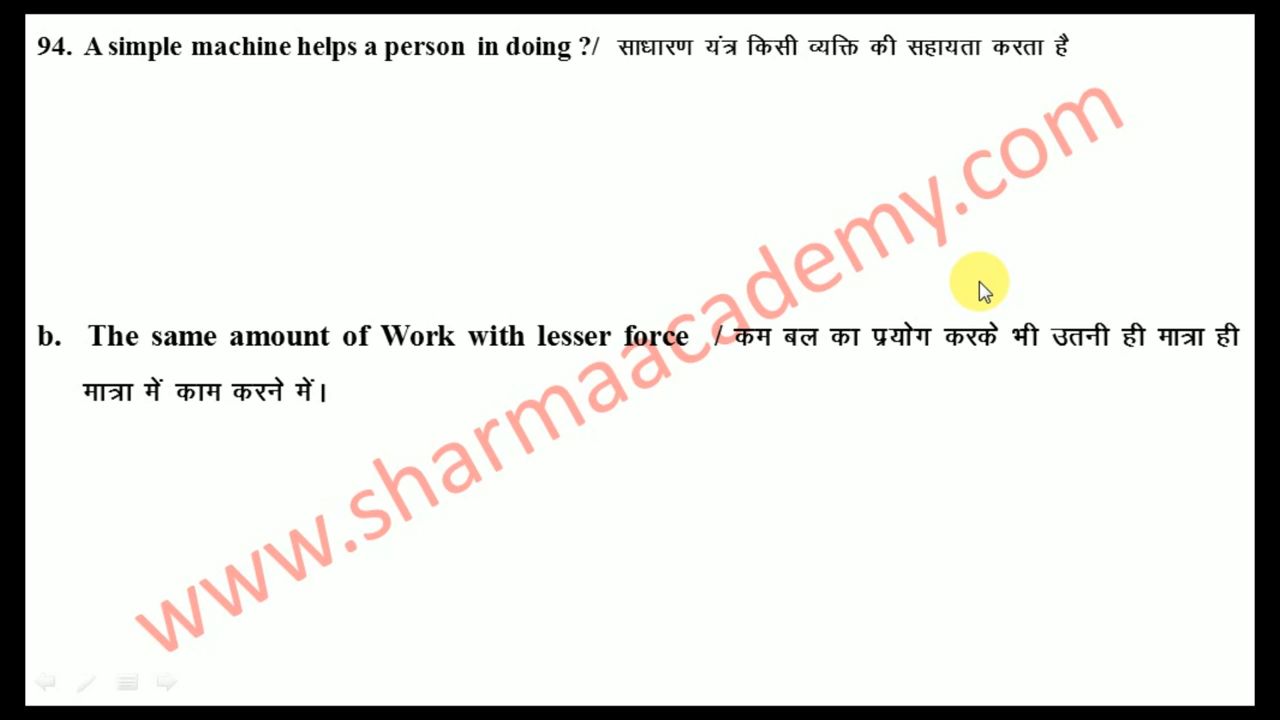 94. A simple machine helps a person in doing ?/ साधारण यंत्र किसी व्यक्ति की सहायता करता है
b. The same amount of Work with lesser force / कम बल का प्रयोग करके भी उतनी ही मात्रा ही
मात्रा में काम करने में।
www.sharmaacademy.com